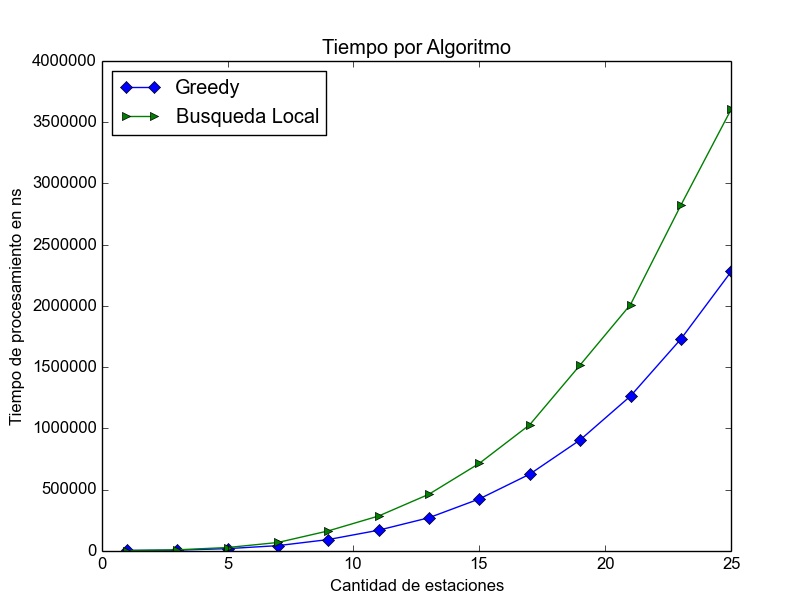 Tiempo por Algoritmo
Greedy
Busqueda Local
Tiempo de procesamiento en ns
4000000
3500000
3000000
2500000
2000000
1500000
1000000
500000
0
0 5 10 15 20 25
Cantidad de estaciones